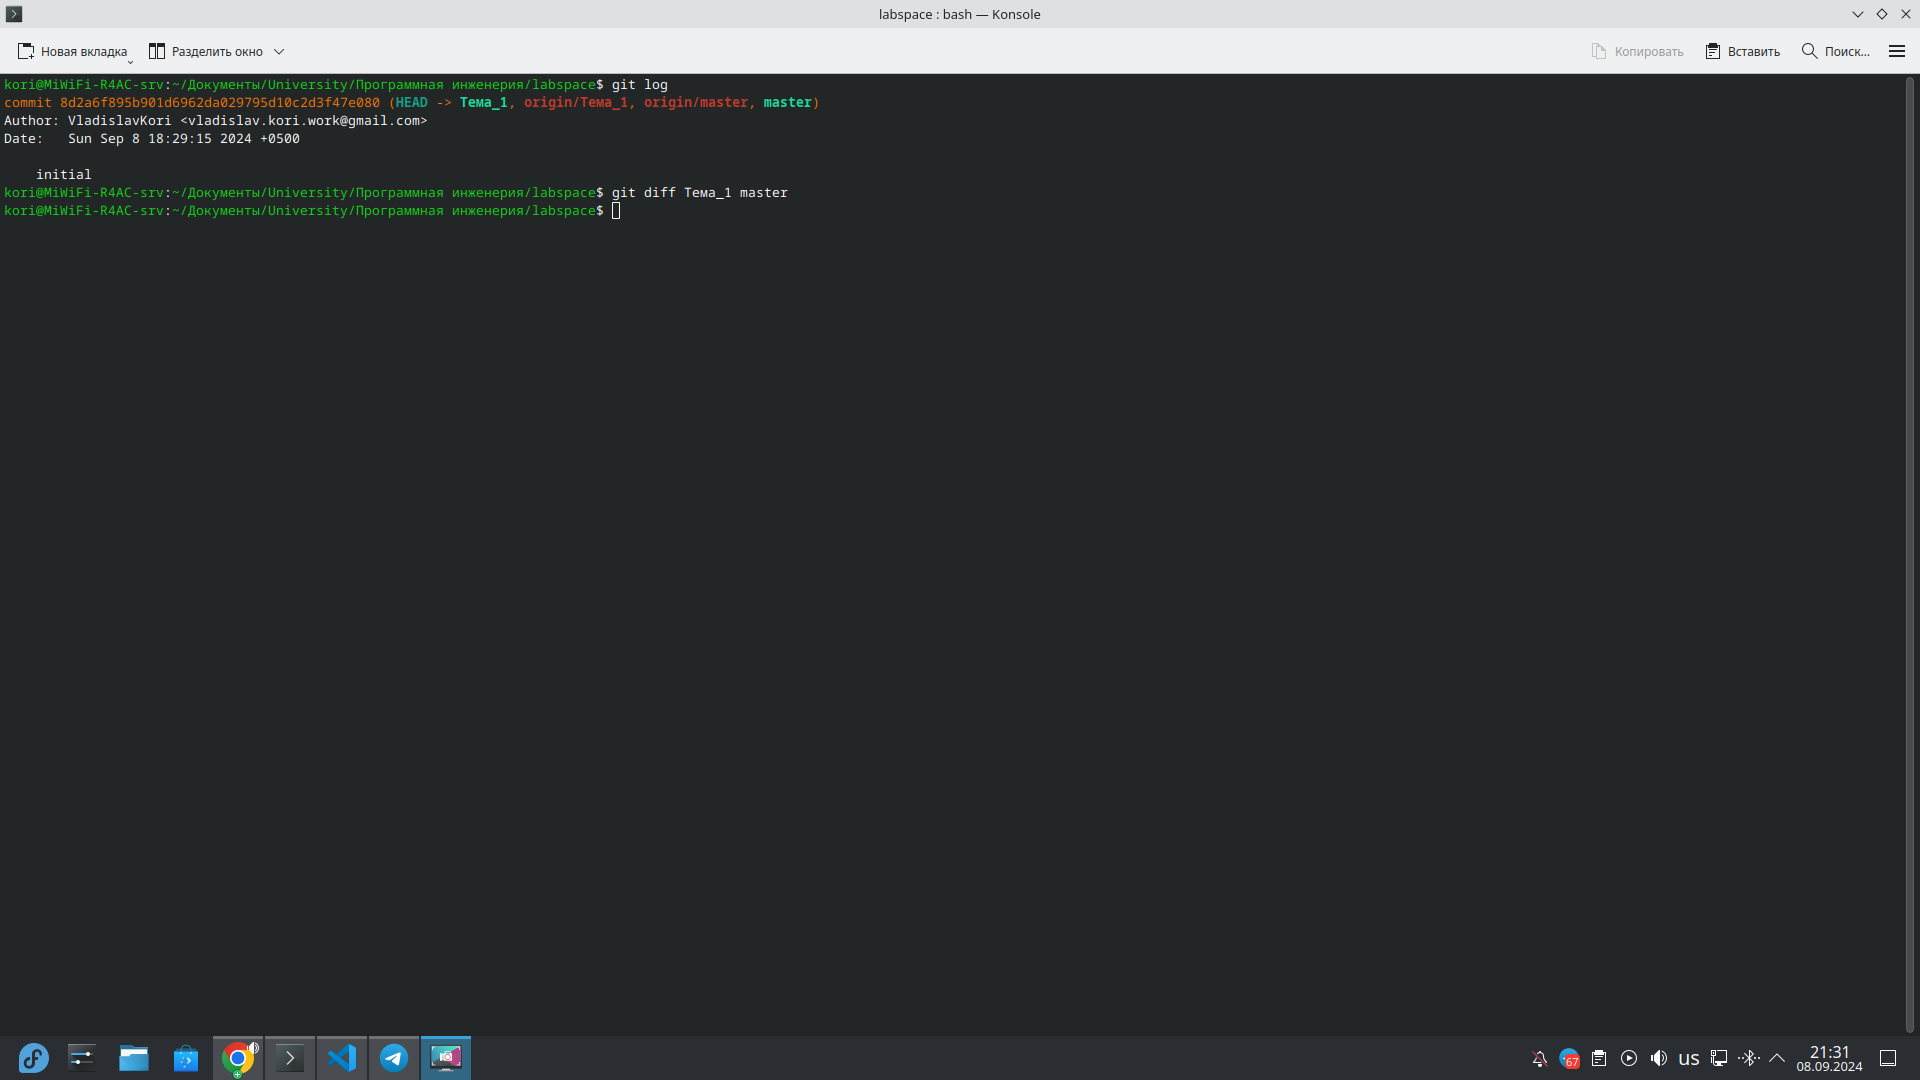 labspace : bash — Konsole
Новая вкладка
Разделить окно
Копировать
Вставить
Поиск...
kori@MiWiFi-R4AC-srv:~/Документы/University/Программная инженерия/labspace$ git log
commit 8d2a6f895b901d6962da029795d10c2d3f47e080 (HEAD -> Тема_1, origin/Тема_1, origin/master, master)
Author: VladislavKori <vladislav.kori.work@gmail.com>
Date:   Sun Sep 8 18:29:15 2024 +0500
initial
kori@MiWiFi-R4AC-srv:~/Документы/University/Программная инженерия/labspace$ git diff Тема_1 master
kori@MiWiFi-R4AC-srv:~/Документы/University/Программная инженерия/labspace$
67
us
21:31
08.09.2024